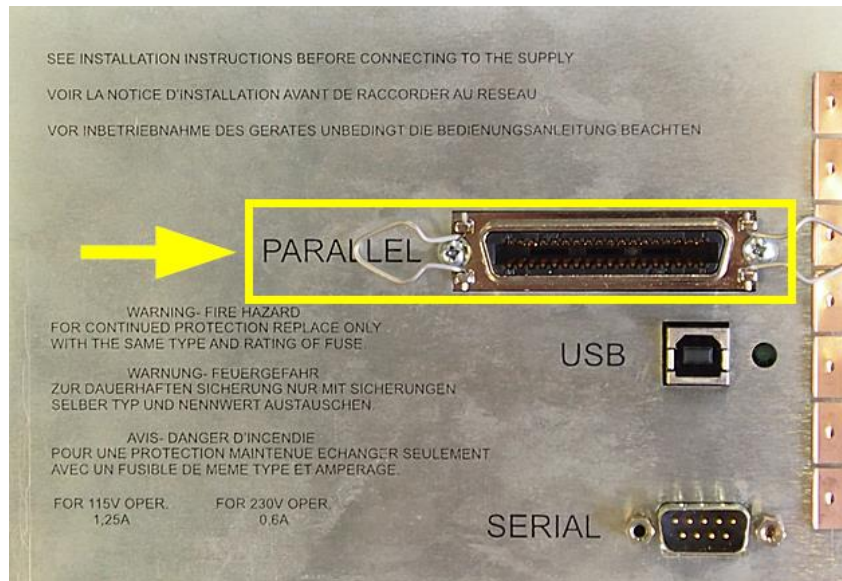 SEE INSTALLATION INSTRUCTIONS BEFORE CONNECTING TO THE SUPPLY
VOIR LA NOTICE D'INSTALLATION AVANT DE RACCORDER AU RESEAU
VOR INBETRIEBNAHME DES GERATES UNBEDINGT DIE BEDIENUNGSANLEITUNG BEACHTEN
PARALLEL
WARNING- FIRE HAZARD
FOR CONTINUED PROTECTION REPLACE ONLY
WITH THE SAME TYPE AND RATING OF FUSE.
USB
WARNUNG- FEUERGEFAHR
ZUR DAUERHAFTEN SICHERUNG NUR MIT SICHERUNGEN
SELBER TYP UND NENNWERT AUSTAUSCHEN.
AVIS- DANGER D'INCENDIE
POUR UNE PROTECTION MAINTENUE ECHANGER SEULEMENT
AVEC UN FUSIBLE DE MEME TYPE ET AMPERAGE.
FOR 115V OPER. FOR 230V OPER.
1,25A 0,6A
SERIAL